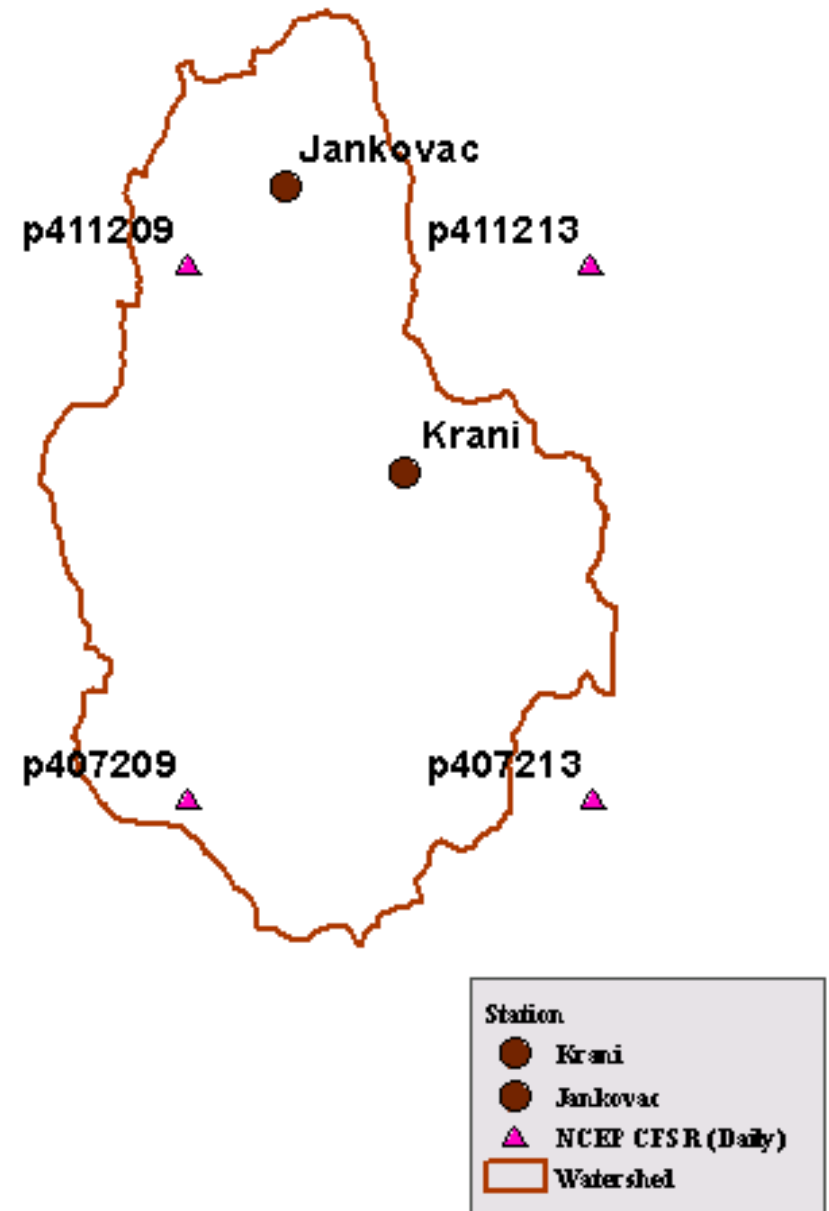 Jankovac
p411209
p411213
Krani
p407209
p407213
Station
Krani
Jankovac
NCEP CFSR (Daily)
Watershed